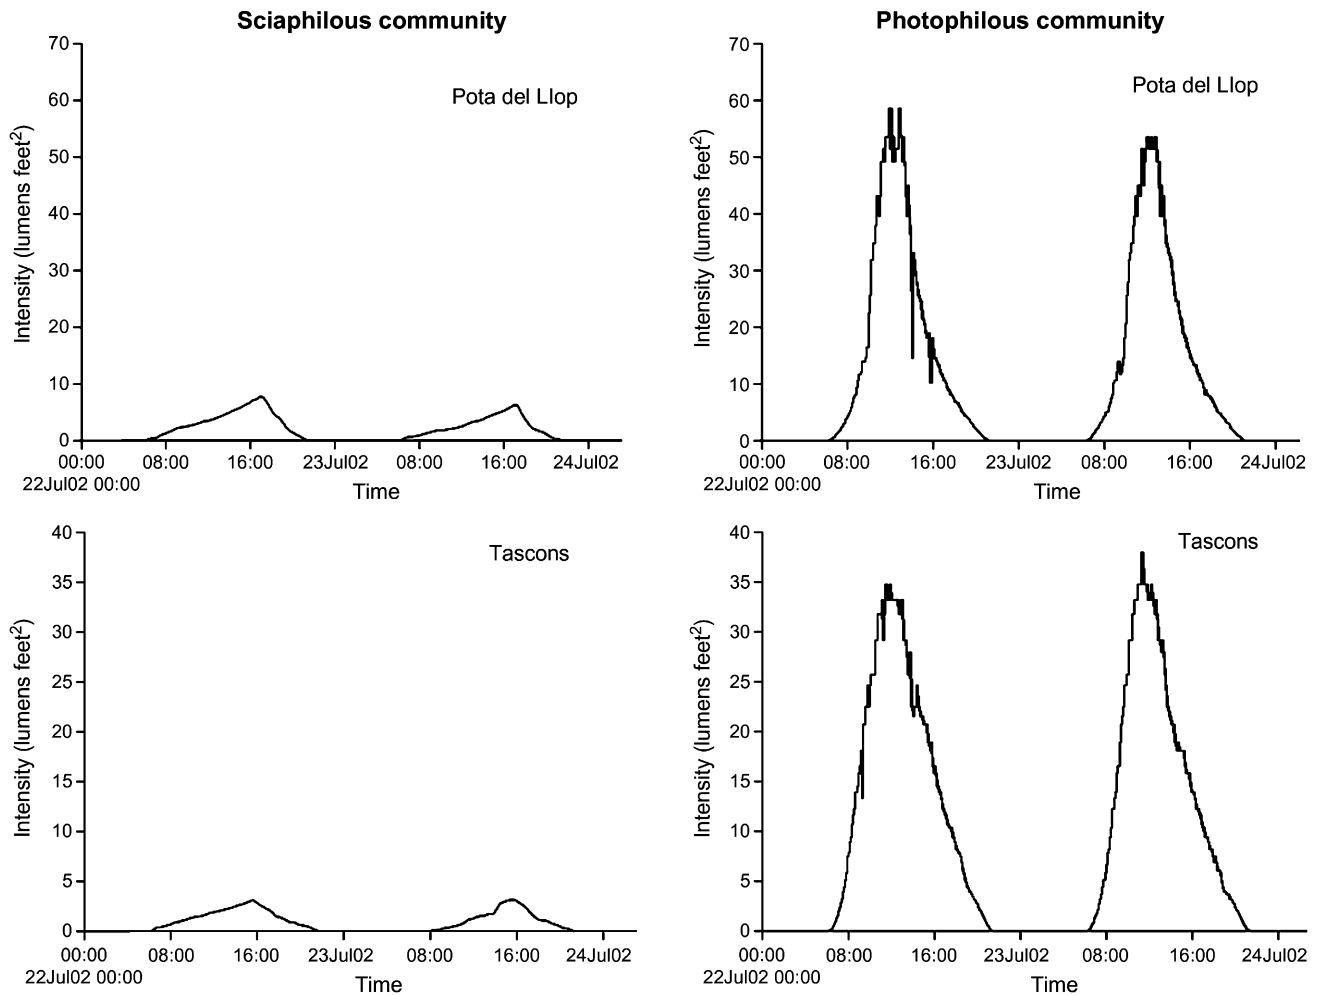 Sciaphilous community
70
60
50
40
30
20
10
0
Intensity (lumens feet²)
Pota del Llop
00:00 08:00 16:00 23Jul02 08:00 16:00 24Jul02
22Jul02 00:00
Time
Photophilous community
70
60
50
40
30
20
10
0
Intensity (lumens feet²)
Pota del Llop
00:00 08:00 16:00 23Jul02 08:00 16:00 24Jul02
22Jul02 00:00
Time
40
35
30
25
20
15
10
5
0
Intensity (lumens feet²)
Tascons
00:00 08:00 16:00 23Jul02 08:00 16:00 24Jul02
22Jul02 00:00
Time
40
35
30
25
20
15
10
5
0
Intensity (lumens feet²)
Tascons
00:00 08:00 16:00 23Jul02 08:00 16:00 24Jul02
22Jul02 00:00
Time